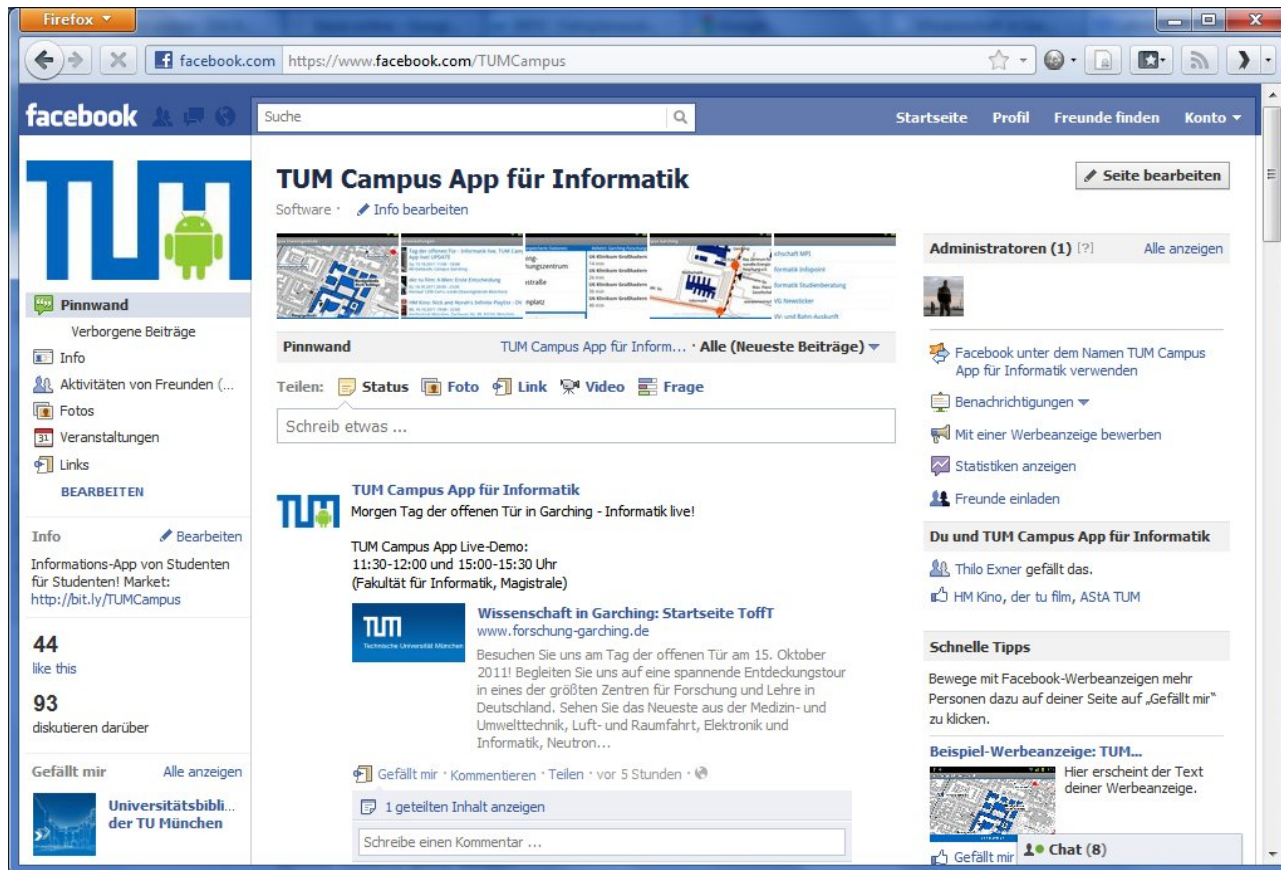 Firefox
facebook.com https://www.facebook.com/TUMCampus
facebook
Suche
Startseite Profil Freunde finden Konto
TUM
Pinnwand
Verborgene Beiträge
Info
Aktivitäten von Freunden (...
Fotos
31 Veranstaltungen
Links
BEARBEITEN
Info Bearbeiten
Informations-App von Studenten
für Studenten! Market:
http://bit.ly/TUMCampus
44
like this
93
diskutieren darüber
Gefällt mir Alle anzeigen
Universitätsbibli...
der TU München
TUM Campus App für Informatik
Software · Info bearbeiten
Seite bearbeiten
Pinnwand TUM Campus App für Inform... · Alle (Neueste Beiträge)
Teilen: Status Foto Link Video Frage
Schreib etwas ...
TUM
TUM Campus App für Informatik
Morgen Tag der offenen Tür in Garching - Informatik live!
TUM Campus App Live-Demo:
11:30-12:00 und 15:00-15:30 Uhr
(Fakultät für Informatik, Magistrale)
TUM
Technische Universität München
Wissenschaft in Garching: Startseite ToffT
www.forschung-garching.de
Besuchen Sie uns am Tag der offenen Tür am 15. Oktober
2011! Begleiten Sie uns auf eine spannende Entdeckungstour
in eines der größten Zentren für Forschung und Lehre in
Deutschland. Sehen Sie das Neueste aus der Medizin- und
Umwelttechnik, Luft- und Raumfahrt, Elektronik und
Informatik, Neutron...
Gefällt mir · Kommentieren · Teilen · vor 5 Stunden ·
1 geteilten Inhalt anzeigen
Schreibe einen Kommentar ...
Administratoren (1) [?] Alle anzeigen
Facebook unter dem Namen TUM Campus
App für Informatik verwenden
Benachrichtigungen
Mit einer Werbeanzeige bewerben
Statistiken anzeigen
Freunde einladen
Du und TUM Campus App für Informatik
Thilo Exner gefällt das.
HM Kino, der tu film, AStA TUM
Schnelle Tipps
Bewege mit Facebook-Werbeanzeigen mehr
Personen dazu auf deiner Seite auf „Gefällt mir“
zu klicken.
Beispiel-Werbeanzeige: TUM...
Hier erscheint der Text
deiner Werbeanzeige.
Gefällt mir
Chat (8)